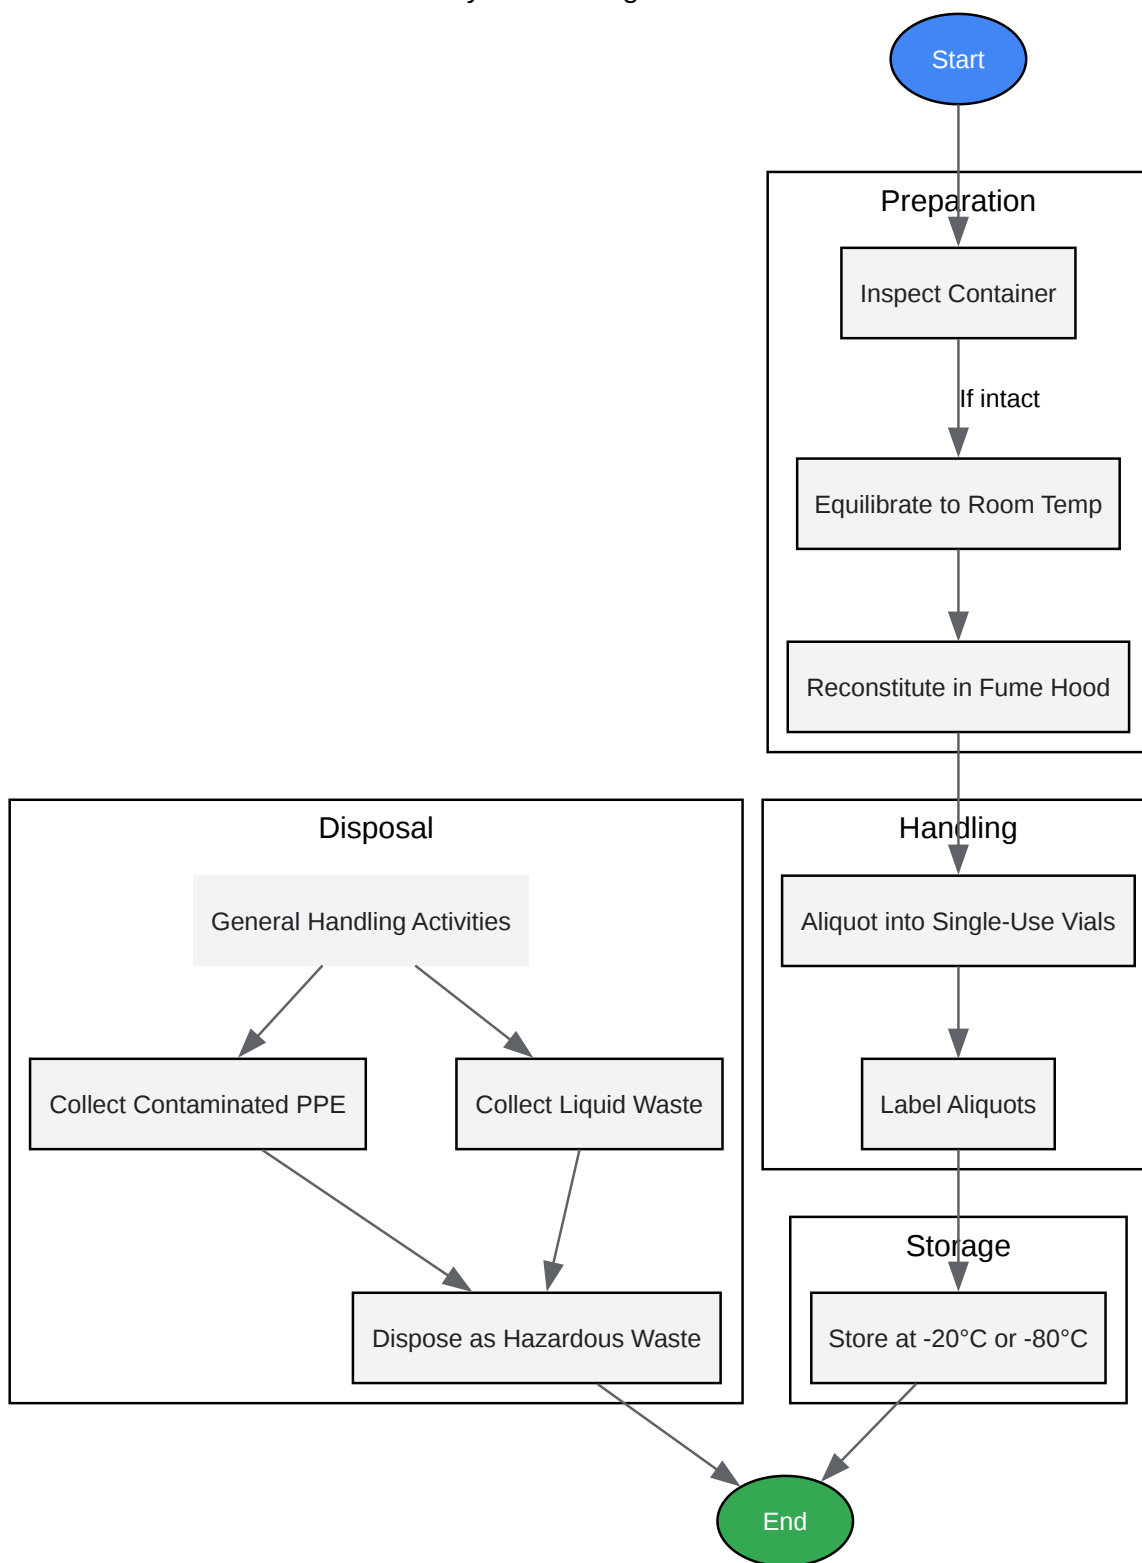 Start
Preparation
Inspect Container
If intact
Equilibrate to Room Temp
Reconstitute in Fume Hood
Disposal
Handling
General Handling Activities
Aliquot into Single-Use Vials
Collect Contaminated PPE
Collect Liquid Waste
Label Aliquots
Storage
Dispose as Hazardous Waste
Store at -20°C or -80°C
End